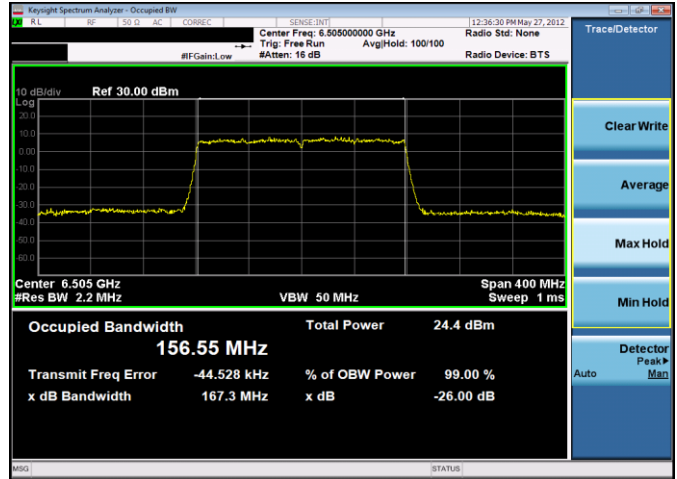 Keysight Spectrum Analyzer - Occupied BW
RL RF 50 Ω AC CORREC SENSE:INT 12:36:30 PM May 27, 2012
Center Freq: 6.505000000 GHz Radio Std: None
Trig: Free Run Avg|Hold: 100/100
#IFGain:Low #Atten: 16 dB Radio Device: BTS
Trace/Detector
10 dB/div Ref 30.00 dBm
Log
20.0
10.0
0.00
-10.0
-20.0
-30.0
-40.0
-50.0
-60.0
Center 6.505 GHz Span 400 MHz
#Res BW 2.2 MHz VBW 50 MHz Sweep 1 ms
Occupied Bandwidth Total Power 24.4 dBm
156.55 MHz
Transmit Freq Error -44.528 kHz % of OBW Power 99.00 %
x dB Bandwidth 167.3 MHz x dB -26.00 dB
Clear Write
Average
Max Hold
Min Hold
Detector
Peak▶
Auto Man
MSG STATUS